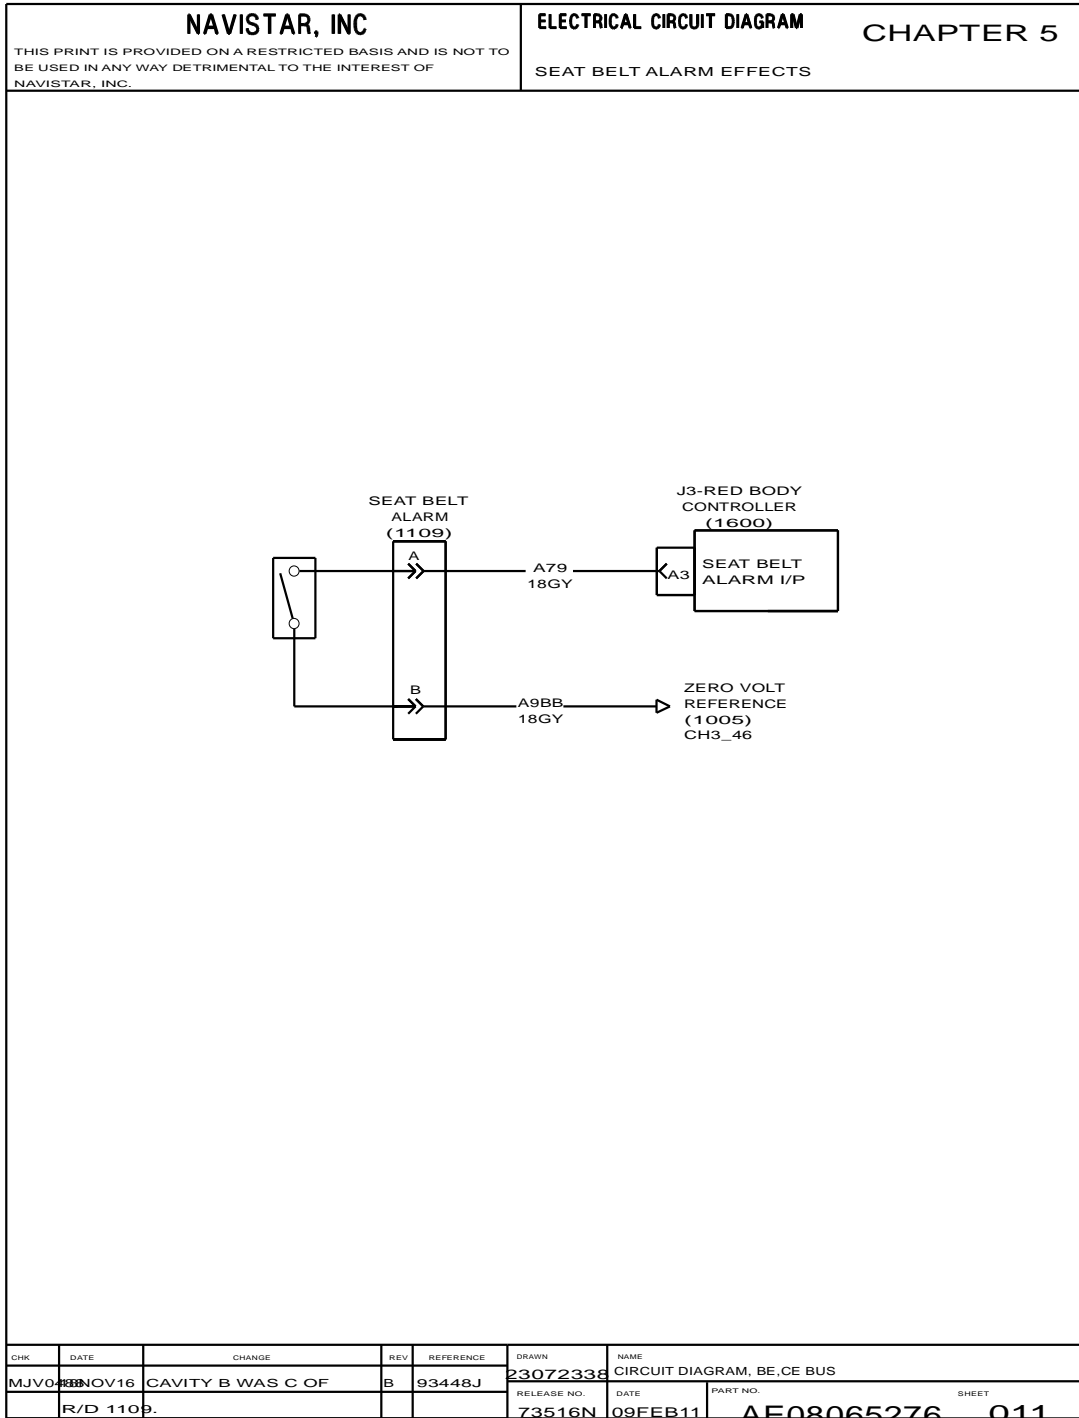 NAVISTAR, INC
THIS PRINT IS PROVIDED ON A RESTRICTED BASIS AND IS NOT TO
BE USED IN ANY WAY DETRIMENTAL TO THE INTEREST OF
NAVISTAR, INC.
ELECTRICAL CIRCUIT DIAGRAM
CHAPTER 5
SEAT BELT ALARM EFFECTS
SEAT BELT
ALARM
(1109)
J3-RED BODY
CONTROLLER
(1600)
A
A79
18GY
A3
SEAT BELT
ALARM I/P
B
A9BB
18GY
ZERO VOLT
REFERENCE
(1005)
CH3_46
CHK DATE CHANGE REV REFERENCE
CAVITY B WAS C OF B 93448J
R/D 1109.
DRAWN
23072338
NAME
CIRCUIT DIAGRAM, BE,CE BUS
RELEASE NO.
73516N
DATE
09FEB11
PART NO.
AE08065276
SHEET
011